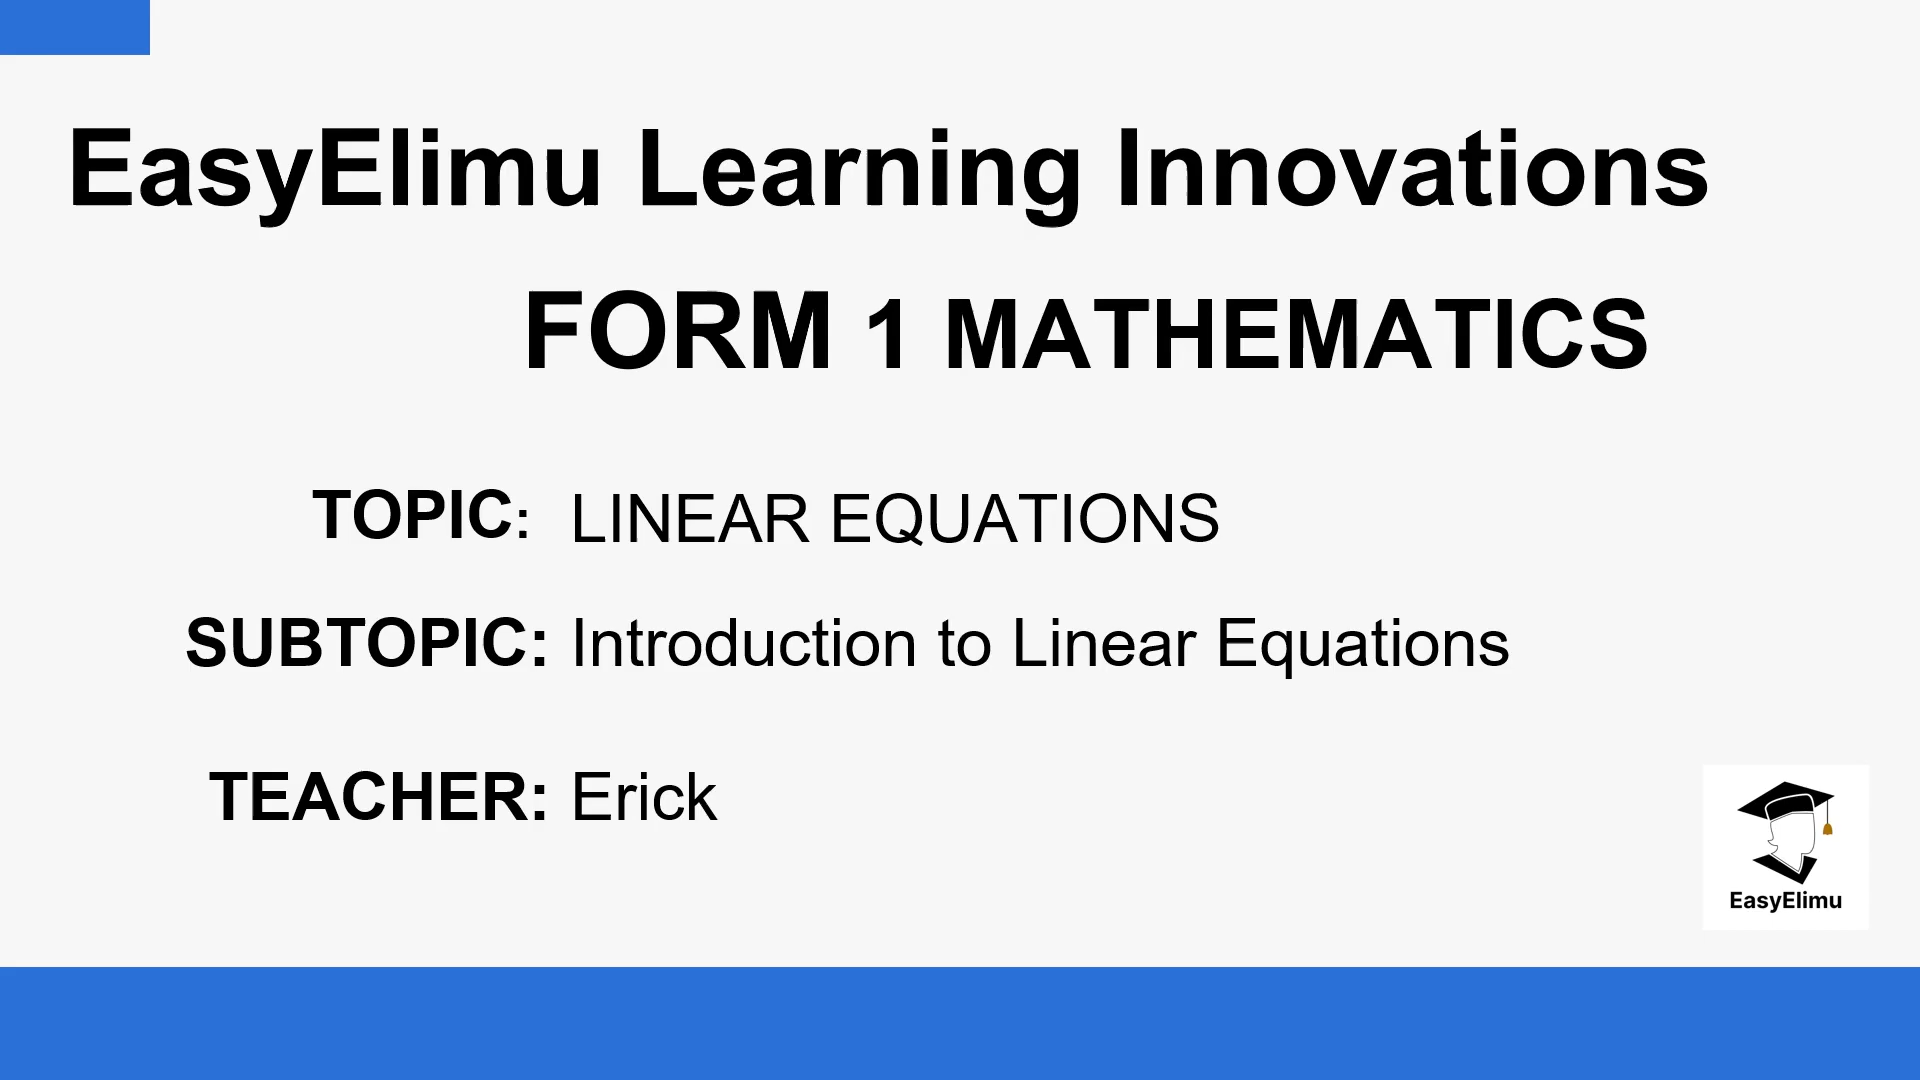 EasyElimu Learning Innovations
FORM 1 MATHEMATICS
TOPIC: LINEAR EQUATIONS
SUBTOPIC: Introduction to Linear Equations
TEACHER: Erick
EasyElimu